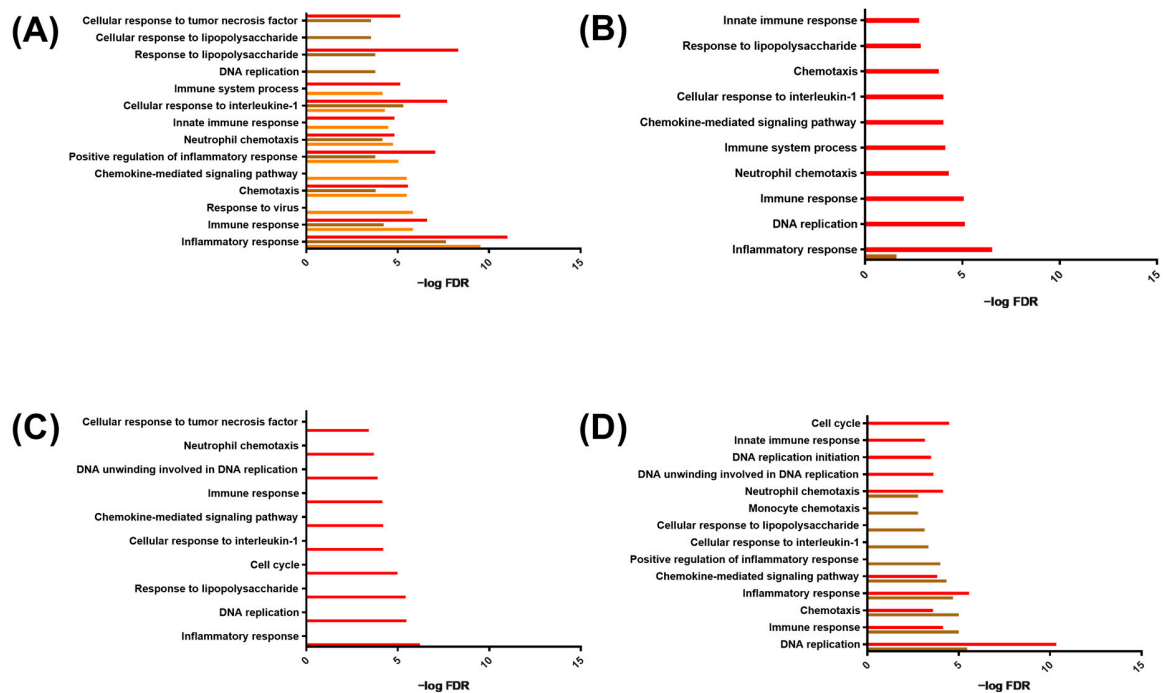 (A)
Cellular response to tumor necrosis factor
Cellular response to lipopolysaccharide
Response to lipopolysaccharide
DNA replication
Immune system process
Cellular response to interleukine-1
Innate immune response
Neutrophil chemotaxis
Positive regulation of inflammatory response
Chemokine-mediated signaling pathway
Chemotaxis
Response to virus
Immune response
Inflammatory response
0 5 10 15
−log FDR
(B)
Innate immune response
Response to lipopolysaccharide
Chemotaxis
Cellular response to interleukin-1
Chemokine-mediated signaling pathway
Immune system process
Neutrophil chemotaxis
Immune response
DNA replication
Inflammatory response
0 5 10 15
−log FDR
(C)
Cellular response to tumor necrosis factor
Neutrophil chemotaxis
DNA unwinding involved in DNA replication
Immune response
Chemokine-mediated signaling pathway
Cellular response to interleukin-1
Cell cycle
Response to lipopolysaccharide
DNA replication
Inflammatory response
0 5 10 15
−log FDR
(D)
Cell cycle
Innate immune response
DNA replication initiation
DNA unwinding involved in DNA replication
Neutrophil chemotaxis
Monocyte chemotaxis
Cellular response to lipopolysaccharide
Cellular response to interleukin-1
Positive regulation of inflammatory response
Chemokine-mediated signaling pathway
Inflammatory response
Chemotaxis
Immune response
DNA replication
0 5 10 15
−log FDR